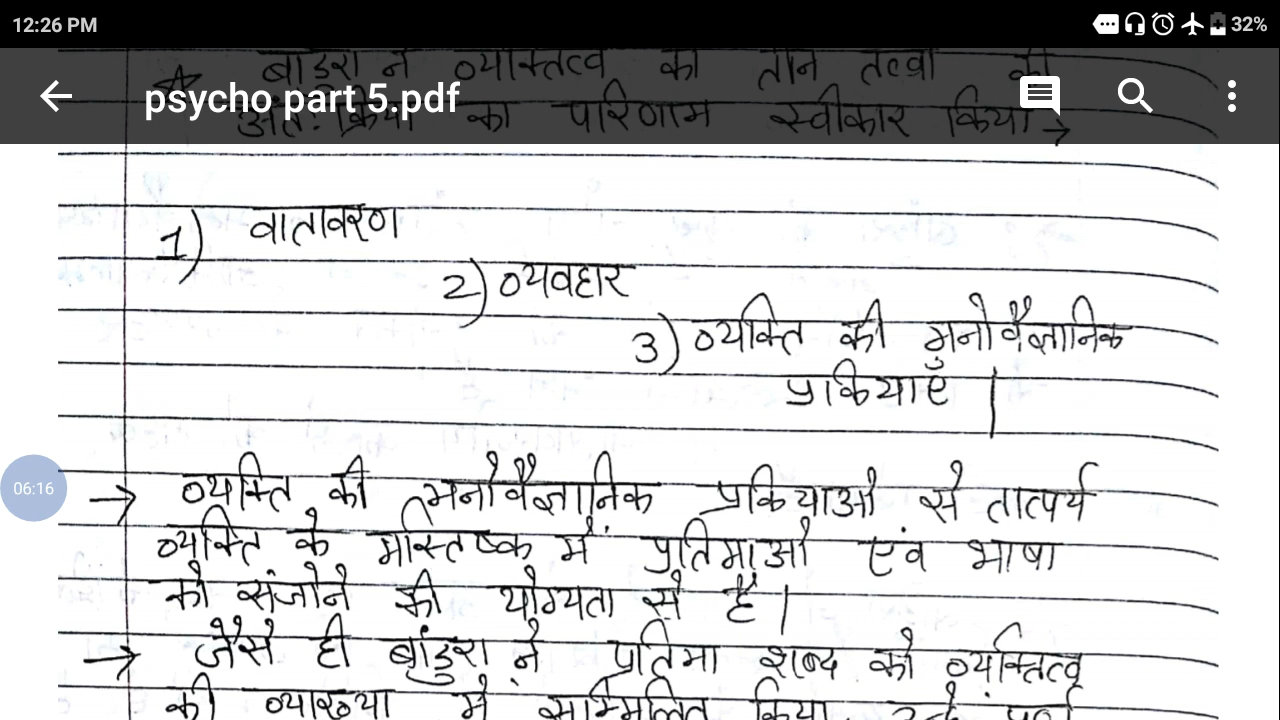 12:26 PM
32%
बांडुरा ने व्यक्तित्व को तीन तत्वों की
psycho part 5.pdf
अंतःक्रिया का परिणाम स्वीकार किया →
1) वातावरण
2) व्यवहार
3) व्यक्ति की मनोवैज्ञानिक
प्रकियाएँ |
→ व्यक्ति की मनोवैज्ञानिक प्रकियाओं से तात्पर्य
06:16
व्यक्ति के मस्तिष्क में प्रतिमाओं एंव भाषा
को संजोने की योग्यता से है |
→ जैसे ही बांडुरा ने प्रतिमा शब्द को व्यक्तित्व
की व्याख्या में सम्मिलित किया,